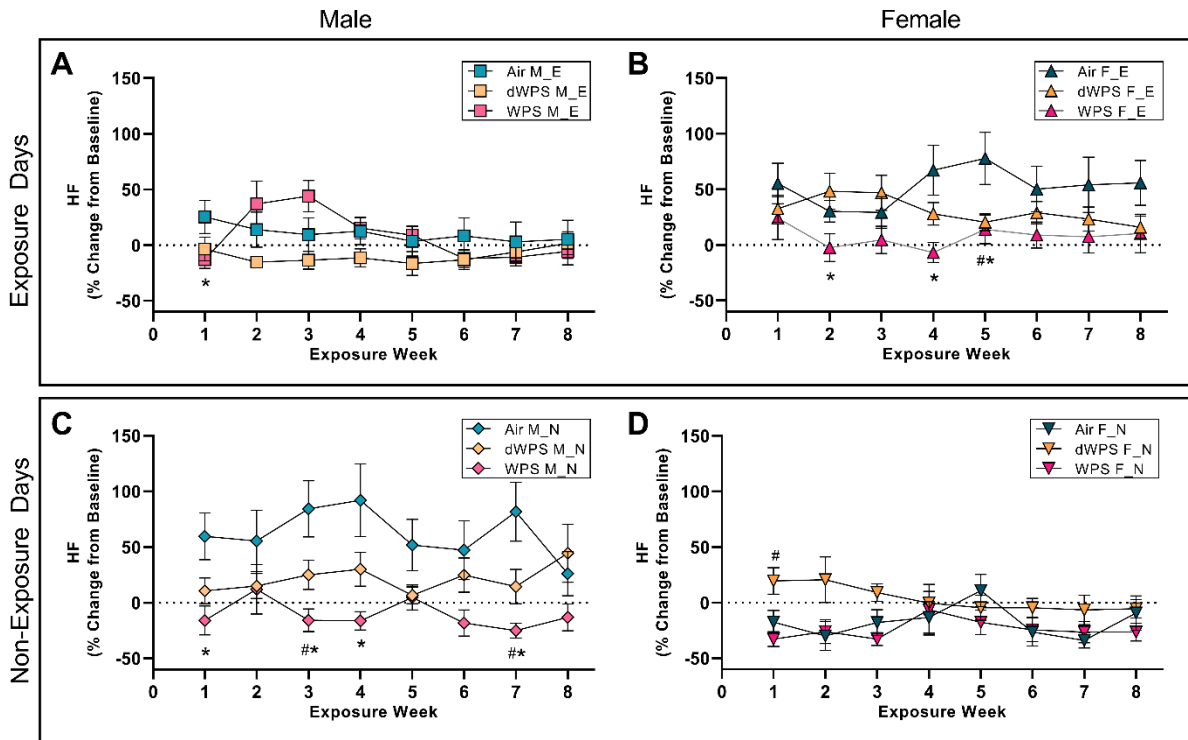 Male
Female
Exposure Days
A
Air M_E
dWPS M_E
WPS M_E
HF
(% Change from Baseline)
150
100
50
0
-50
*
0 1 2 3 4 5 6 7 8
Exposure Week
B
Air F_E
dWPS F_E
WPS F_E
HF
(% Change from Baseline)
150
100
50
0
-50
* * #*
0 1 2 3 4 5 6 7 8
Exposure Week
Non-Exposure Days
C
Air M_N
dWPS M_N
WPS M_N
HF
(% Change from Baseline)
150
100
50
0
-50
* #* * #*
0 1 2 3 4 5 6 7 8
Exposure Week
D
Air F_N
dWPS F_N
WPS F_N
HF
(% Change from Baseline)
150
100
50
0
-50
#
0 1 2 3 4 5 6 7 8
Exposure Week